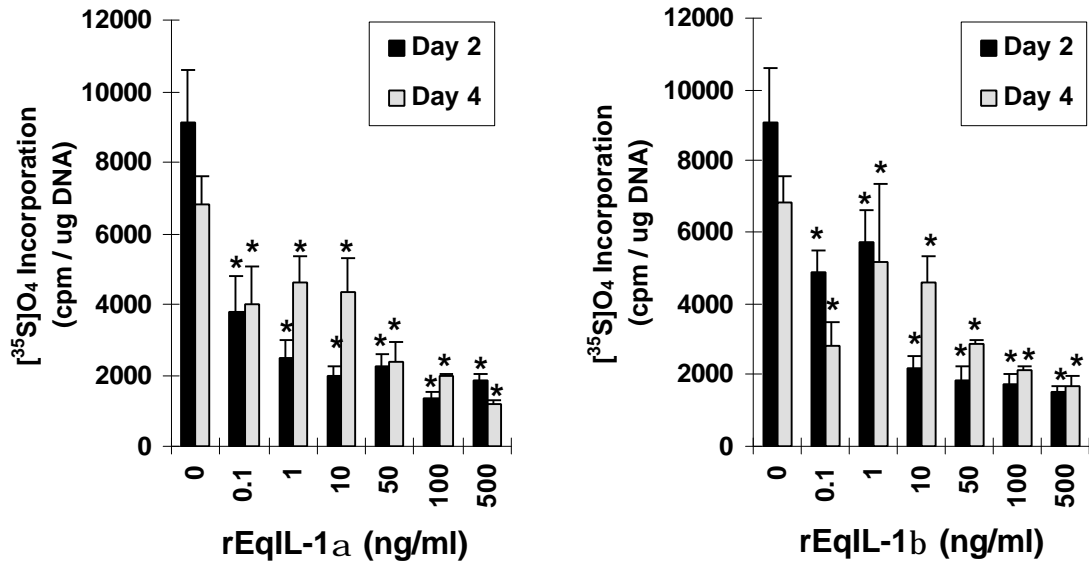 12000
10000
8000
6000
4000
2000
0
[³⁵S]O₄ Incorporation
(cpm / ug DNA)
Day 2
Day 4
* * * * * * * * * * * *
0 0.1 1 10 50 100 500
rEqIL-1a (ng/ml)
12000
10000
8000
6000
4000
2000
0
[³⁵S]O₄ Incorporation
(cpm / ug DNA)
Day 2
Day 4
* * * * * * * * * * * *
0 0.1 1 10 50 100 500
rEqIL-1b (ng/ml)